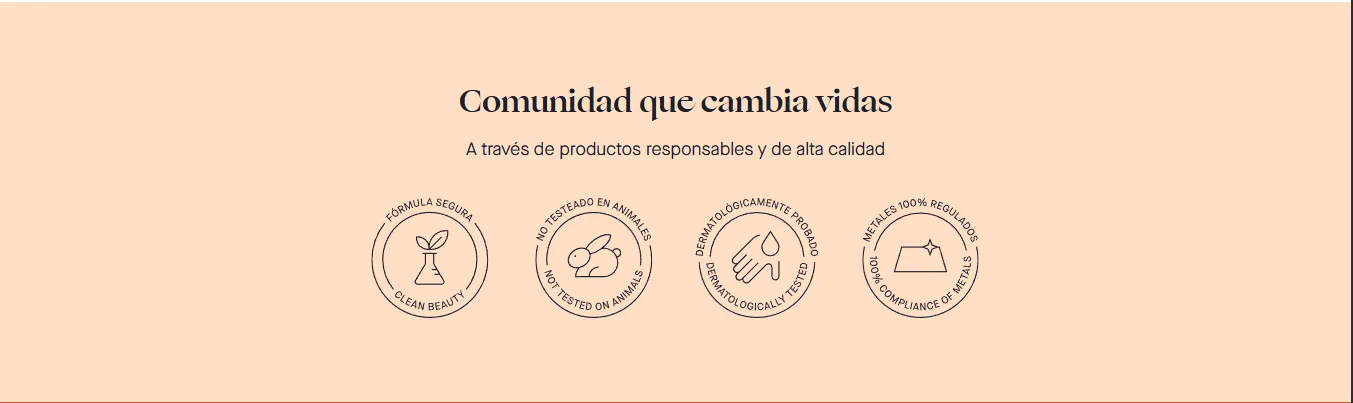 Comunidad que cambia vidas
A través de productos responsables y de alta calidad
FÓRMULA SEGURA
CLEAN BEAUTY
NO TESTEADO EN ANIMALES
NOT TESTED ON ANIMALS
DERMATOLÓGICAMENTE PROBADO
DERMATOLOGICALLY TESTED
METALES 100% REGULADOS
100% COMPLIANCE OF METALS